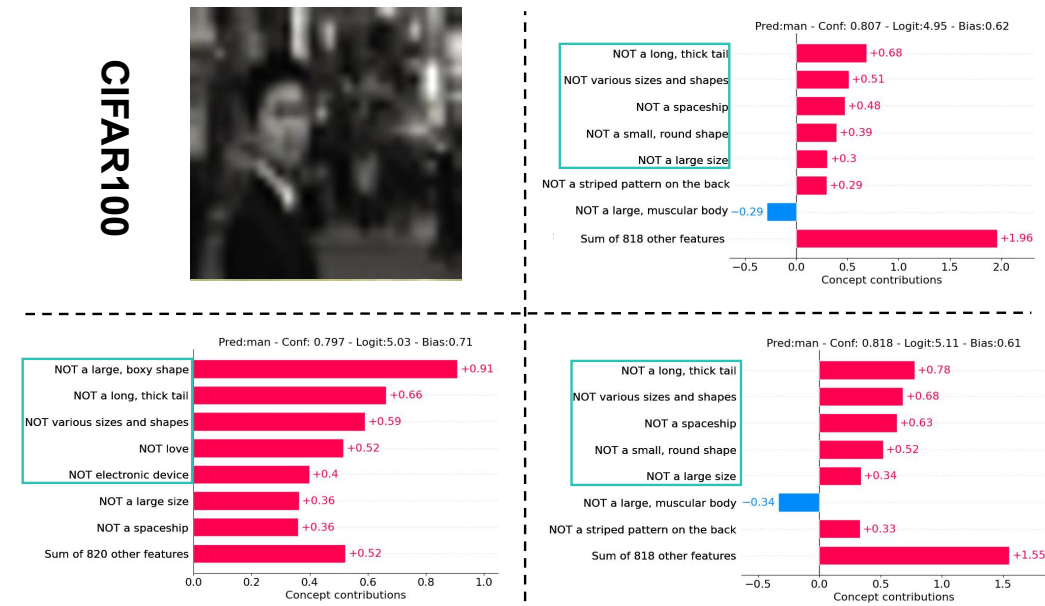 CIFAR100
Pred:man - Conf: 0.807 - Logit:4.95 - Bias:0.62
NOT a long, thick tail +0.68
NOT various sizes and shapes +0.51
NOT a spaceship +0.48
NOT a small, round shape +0.39
NOT a large size +0.3
NOT a striped pattern on the back +0.29
NOT a large, muscular body −0.29
Sum of 818 other features +1.96
−0.5 0.0 0.5 1.0 1.5 2.0
Concept contributions
Pred:man - Conf: 0.797 - Logit:5.03 - Bias:0.71
NOT a large, boxy shape +0.91
NOT a long, thick tail +0.66
NOT various sizes and shapes +0.59
NOT love +0.52
NOT electronic device +0.4
NOT a large size +0.36
NOT a spaceship +0.36
Sum of 820 other features +0.52
0.0 0.2 0.4 0.6 0.8 1.0
Concept contributions
Pred:man - Conf: 0.818 - Logit:5.11 - Bias:0.61
NOT a long, thick tail +0.78
NOT various sizes and shapes +0.68
NOT a spaceship +0.63
NOT a small, round shape +0.52
NOT a large size +0.34
NOT a large, muscular body −0.34
NOT a striped pattern on the back +0.33
Sum of 818 other features +1.55
−0.5 0.0 0.5 1.0 1.5
Concept contributions